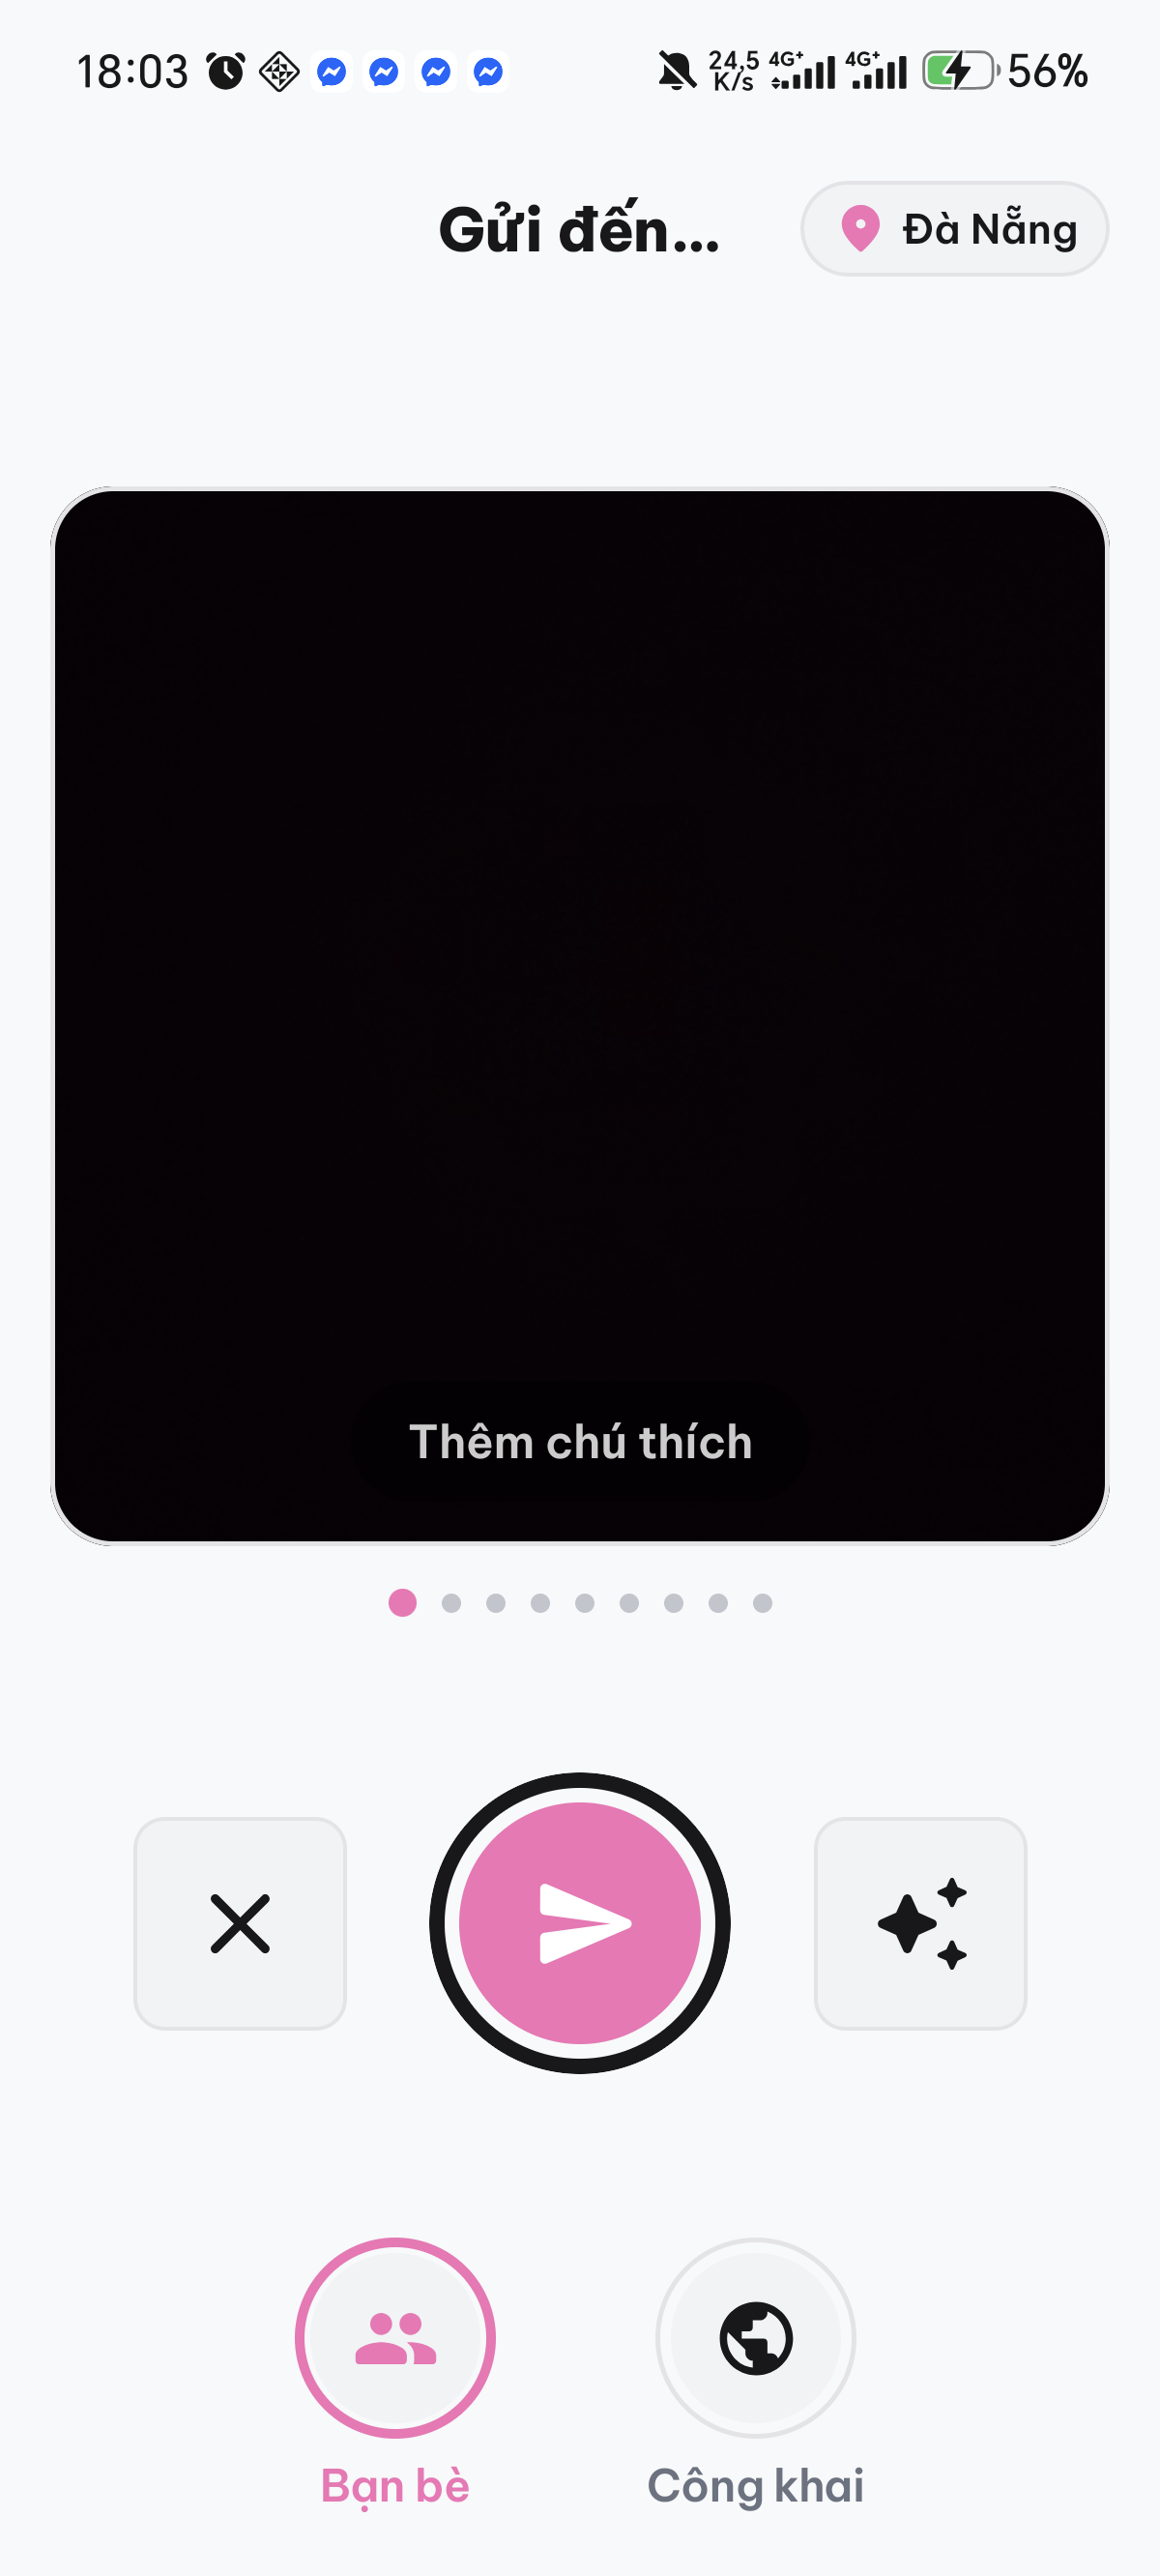 18:03
24,5
K/s
4G+
4G+
56%
Gửi đến...
Đà Nẵng
Thêm chú thích
Bạn bè
Công khai